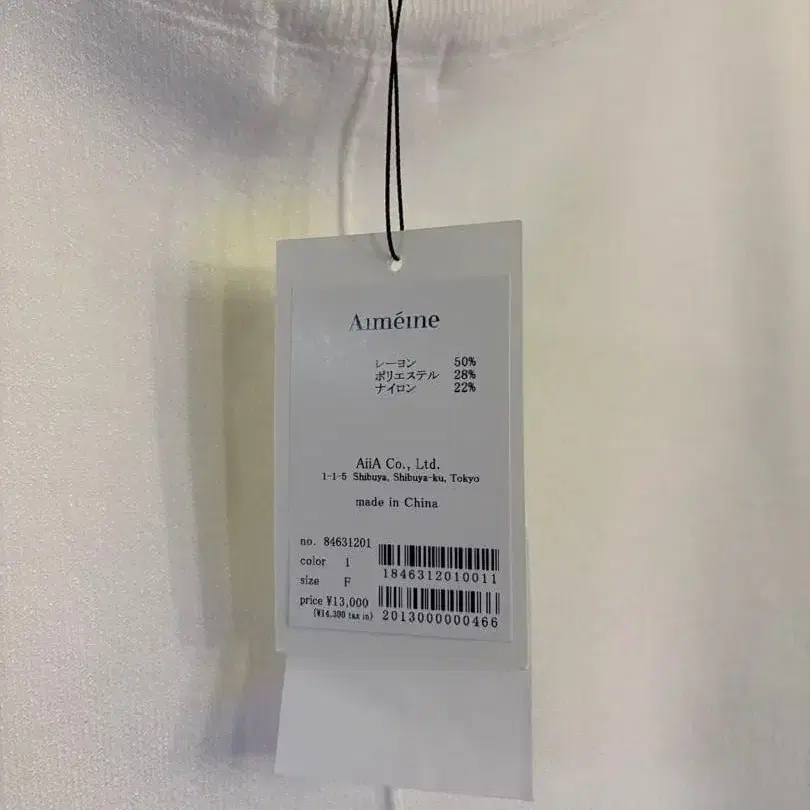 Aiméine
レーヨン 50%
ポリエステル 28%
ナイロン 22%
AiiA Co., Ltd.
1-1-5 Shibuya, Shibuya-ku, Tokyo
made in China
no. 84631201
color 1
1846312010011
size F
price ¥13,000
(¥14,300 tax in)
2013000000466